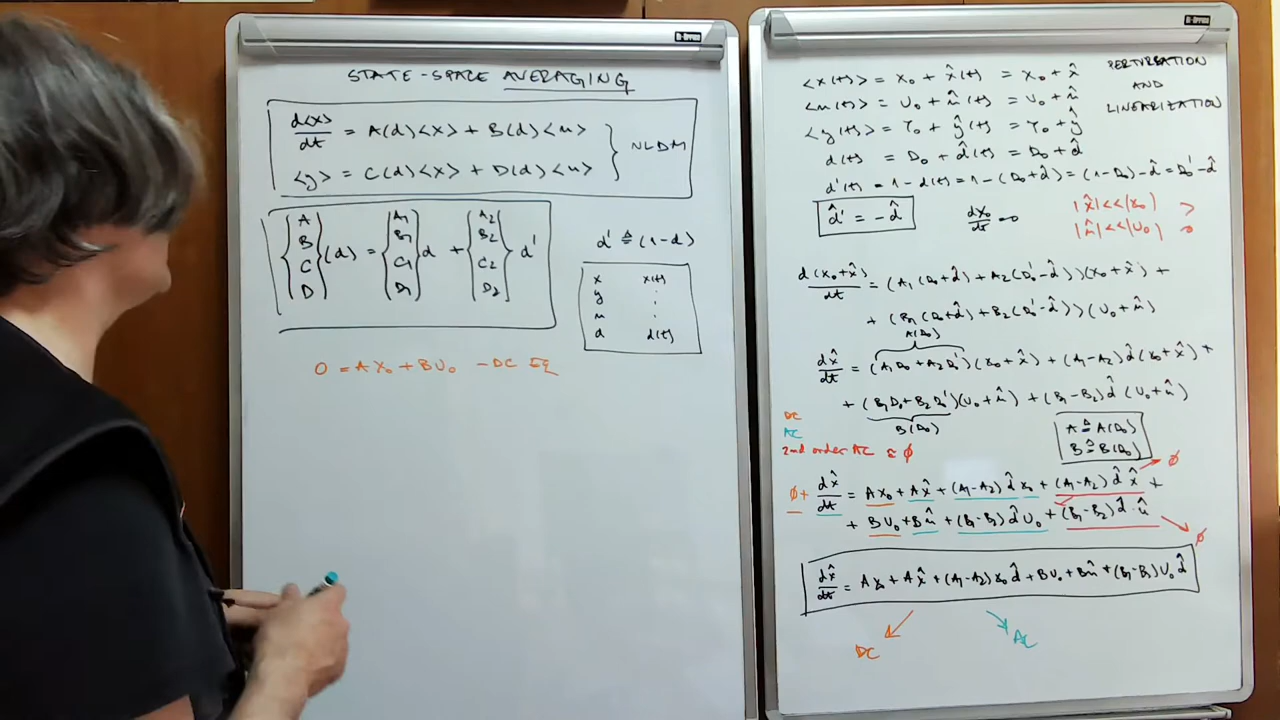 STATE-SPACE AVERAGING
d<x>/dt = A(d)<x> + B(d)<u>
<y> = C(d)<x> + D(d)<u>
} NLDM
{A B C D}(d) = {A₁ B₁ C₁ D₁} d + {A₂ B₂ C₂ D₂} d'
d' ≜ (1-d)
x x(t)
y :
u :
d d(t)
0 = A X₀ + B U₀ - DC Eq
PERTURBATION
AND
LINEARIZATION
<x(t)> = X₀ + x̂(t) = X₀ + x̂
<u(t)> = U₀ + û(t) = U₀ + û
<y(t)> = Y₀ + ŷ(t) = Y₀ + ŷ
d(t) = D₀ + d̂(t) = D₀ + d̂
d'(t) = 1 - d(t) = 1 - (D₀ + d̂) = (1-D₀) - d̂ = D₀' - d̂
d̂' = -d̂
dX₀/dt = 0
|x̂| << |X₀|
|û| << |U₀|
d(X₀+x̂)/dt = (A₁(D₀+d̂) + A₂(D₀'-d̂))(X₀+x̂) +
+ (B₁(D₀+d̂) + B₂(D₀'-d̂))(U₀+û)
A(D₀)
dx̂/dt = (A₁D₀ + A₂D₀')(X₀+x̂) + (A₁-A₂)d̂(X₀+x̂) +
+ (B₁D₀+B₂D₀')(U₀+û) + (B₁-B₂)d̂(U₀+û)
B(D₀)
A ≜ A(D₀)
B ≜ B(D₀)
DC
AC
2nd order AC ≈ ϕ
ϕ + dx̂/dt = AX₀ + Ax̂ + (A₁-A₂)d̂X₀ + (A₁-A₂)d̂x̂ + → ϕ
+ BU₀ + Bû + (B₁-B₂)d̂U₀ + (B₁-B₂)d̂·û → ϕ
dx̂/dt = AX₀ + Ax̂ + (A₁-A₂)X₀d̂ + BU₀ + Bû + (B₁-B₂)U₀d̂
DC
AC